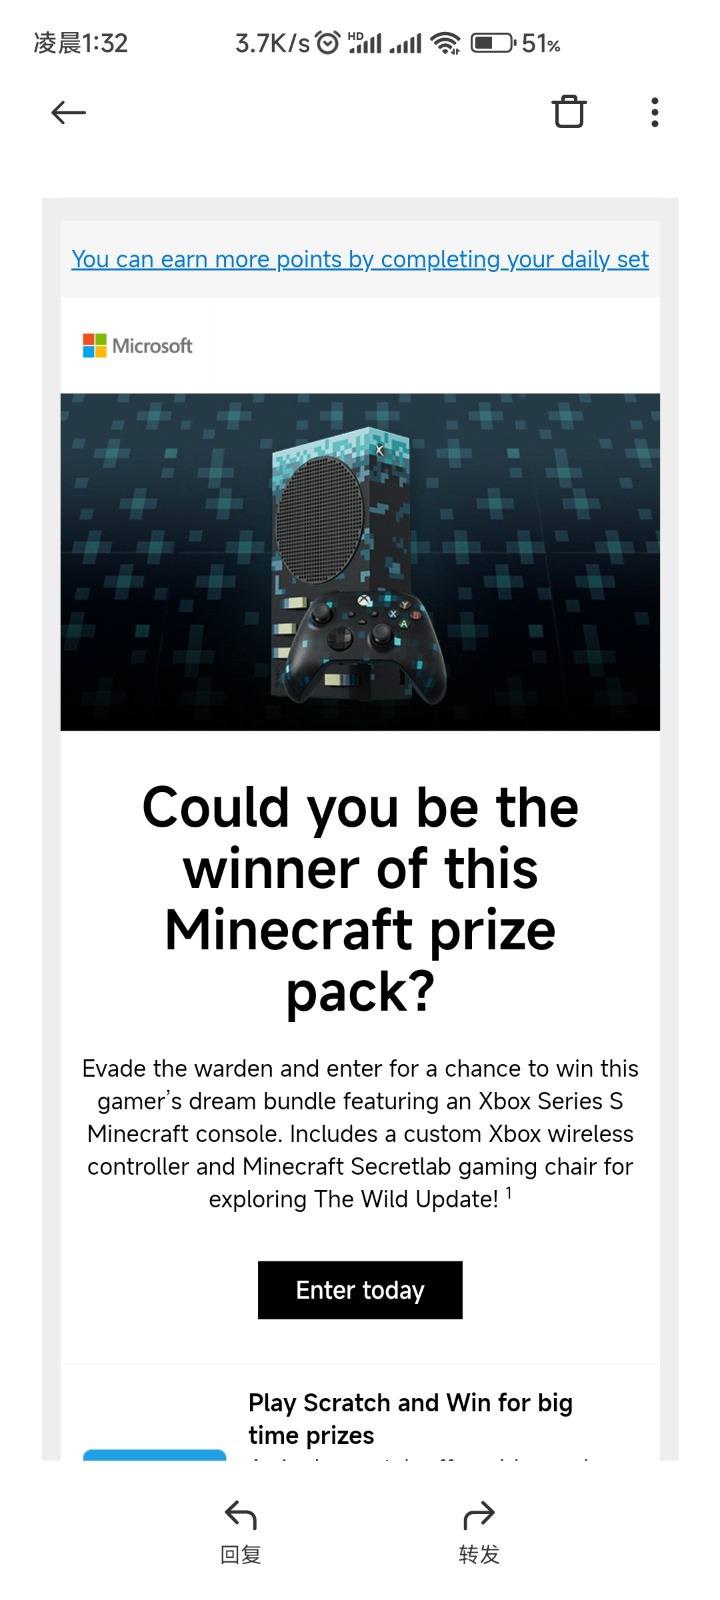 凌晨1:32 3.7K/s HD 51%
You can earn more points by completing your daily set
Microsoft
Could you be the
winner of this
Minecraft prize
pack?
Evade the warden and enter for a chance to win this
gamer’s dream bundle featuring an Xbox Series S
Minecraft console. Includes a custom Xbox wireless
controller and Minecraft Secretlab gaming chair for
exploring The Wild Update! 1
Enter today
Play Scratch and Win for big
time prizes
回复 转发